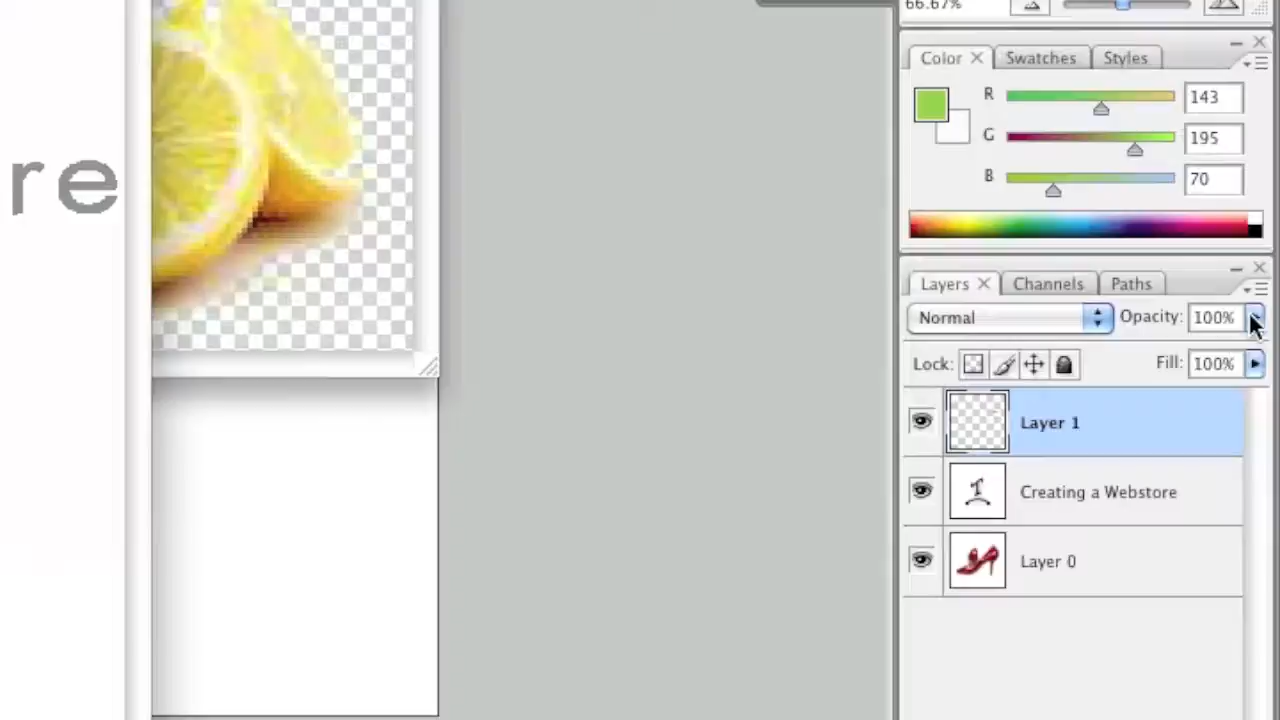 66.67%
Color Swatches Styles
R 143
G 195
B 70
re
Layers Channels Paths
Normal Opacity: 100%
Lock: Fill: 100%
Layer 1
Creating a Webstore
Layer 0